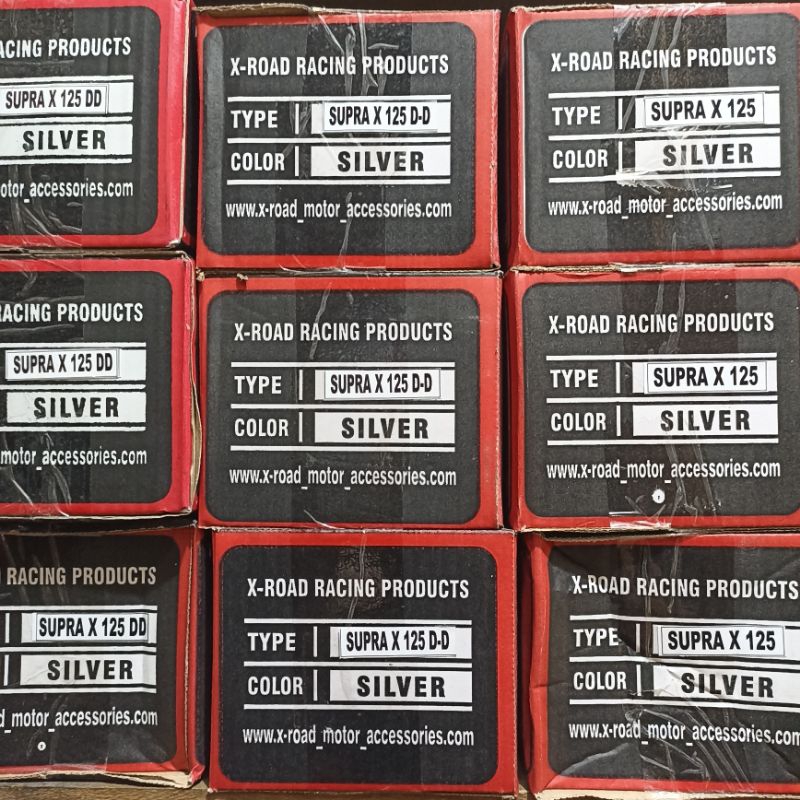 ACING PRODUCTS
SUPRA X 125 DD
SILVER
otor_accessories.com
X-ROAD RACING PRODUCTS
TYPE SUPRA X 125 D-D
COLOR SILVER
www.x-road_motor_accessories.com
X-ROAD RACING PRODUCTS
TYPE SUPRA X 125
COLOR SILVER
www.x-road_motor_accessories.com
RACING PRODUCTS
SUPRA X 125 DD
SILVER
motor_accessories.com
X-ROAD RACING PRODUCTS
TYPE SUPRA X 125 D-D
COLOR SILVER
www.x-road_motor_accessories.com
X-ROAD RACING PRODUCTS
TYPE SUPRA X 125
COLOR SILVER
www.x-road_motor_accessories.com
RACING PRODUCTS
SUPRA X 125 DD
SILVER
d_motor_accessories.com
X-ROAD RACING PRODUCTS
TYPE SUPRA X 125 D-D
COLOR SILVER
www.x-road_motor_accessories.com
X-ROAD RACING PRODUCTS
TYPE SUPRA X 125
COLOR SILVER
www.x-road_motor_accessories.com